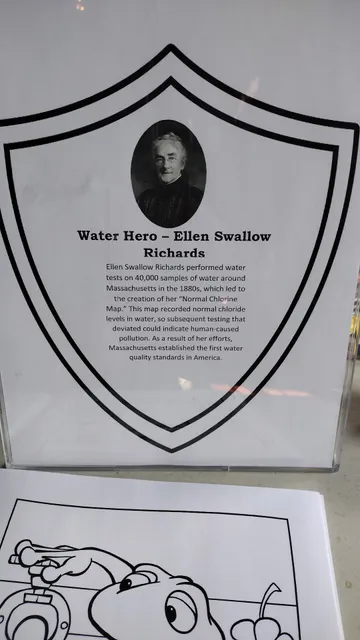 Water Hero – Ellen Swallow
Richards
Ellen Swallow Richards performed water
tests on 40,000 samples of water around
Massachusetts in the 1880s, which led to
the creation of her "Normal Chlorine
Map." This map recorded normal chloride
levels in water, so subsequent testing that
deviated could indicate human-caused
pollution. As a result of her efforts,
Massachusetts established the first water
quality standards in America.